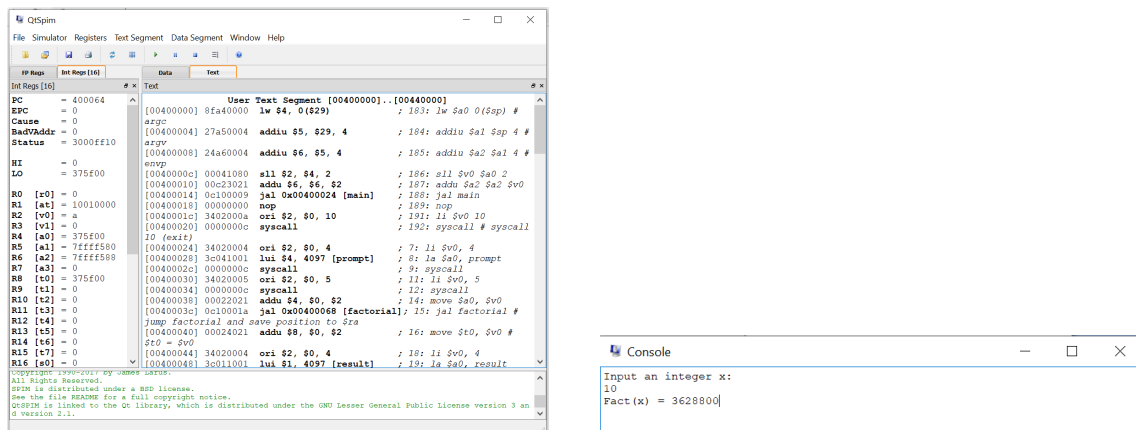 QtSpim
File Simulator Registers Text Segment Data Segment Window Help
FP Regs Int Regs [16] Data Text
Int Regs [16]
PC = 400064
EPC = 0
Cause = 0
BadVAddr = 0
Status = 3000ff10
HI = 0
LO = 375f00
R0 [r0] = 0
R1 [at] = 10010000
R2 [v0] = a
R3 [v1] = 0
R4 [a0] = 375f00
R5 [a1] = 7ffff580
R6 [a2] = 7ffff588
R7 [a3] = 0
R8 [t0] = 375f00
R9 [t1] = 0
R10 [t2] = 0
R11 [t3] = 0
R12 [t4] = 0
R13 [t5] = 0
R14 [t6] = 0
R15 [t7] = 0
R16 [s0] = 0
Text
User Text Segment [00400000]..[00440000]
[00400000] 8fa40000 lw $4, 0($29) ; 183: lw $a0 0($sp) #
argc
[00400004] 27a50004 addiu $5, $29, 4 ; 184: addiu $a1 $sp 4 #
argv
[00400008] 24a60004 addiu $6, $5, 4 ; 185: addiu $a2 $a1 4 #
envp
[0040000c] 00041080 sll $2, $4, 2 ; 186: sll $v0 $a0 2
[00400010] 00c23021 addu $6, $6, $2 ; 187: addu $a2 $a2 $v0
[00400014] 0c100009 jal 0x00400024 [main] ; 188: jal main
[00400018] 00000000 nop ; 189: nop
[0040001c] 3402000a ori $2, $0, 10 ; 191: li $v0 10
[00400020] 0000000c syscall ; 192: syscall # syscall
10 (exit)
[00400024] 34020004 ori $2, $0, 4 ; 7: li $v0, 4
[00400028] 3c041001 lui $4, 4097 [prompt] ; 8: la $a0, prompt
[0040002c] 0000000c syscall ; 9: syscall
[00400030] 34020005 ori $2, $0, 5 ; 11: li $v0, 5
[00400034] 0000000c syscall ; 12: syscall
[00400038] 00022021 addu $4, $0, $2 ; 14: move $a0, $v0
[0040003c] 0c10001a jal 0x00400068 [factorial]; 15: jal factorial #
jump factorial and save position to $ra
[00400040] 00024021 addu $8, $0, $2 ; 16: move $t0, $v0 #
$t0 = $v0
[00400044] 34020004 ori $2, $0, 4 ; 18: li $v0, 4
[00400048] 3c011001 lui $1, 4097 [result] ; 19: la $a0, result
Copyright 1990-2017 by James Larus.
All Rights Reserved.
SPIM is distributed under a BSD license.
See the file README for a full copyright notice.
QtSPIM is linked to the Qt library, which is distributed under the GNU Lesser General Public License version 3 an
d version 2.1.
Console
Input an integer x:
10
Fact(x) = 3628800